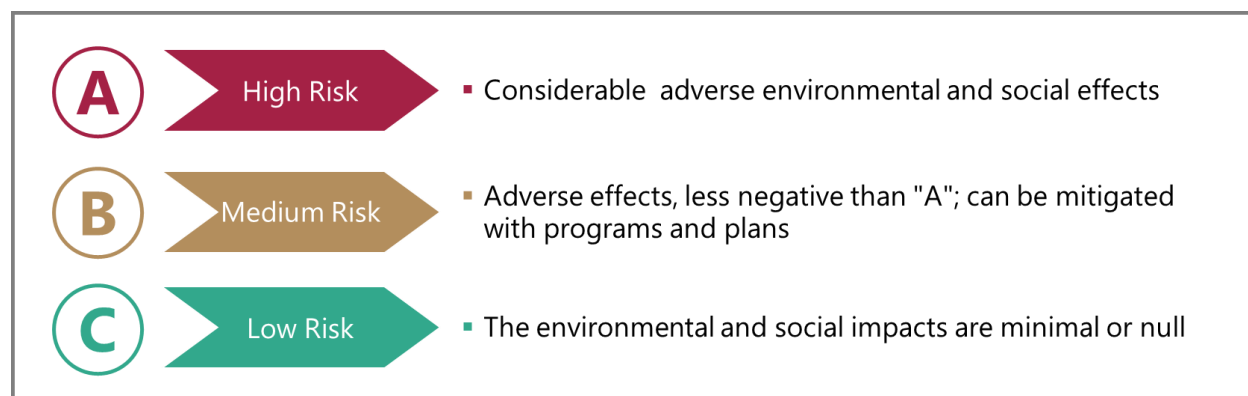 A
High Risk
▪ Considerable adverse environmental and social effects
B
Medium Risk
▪ Adverse effects, less negative than "A"; can be mitigated
with programs and plans
C
Low Risk
▪ The environmental and social impacts are minimal or null